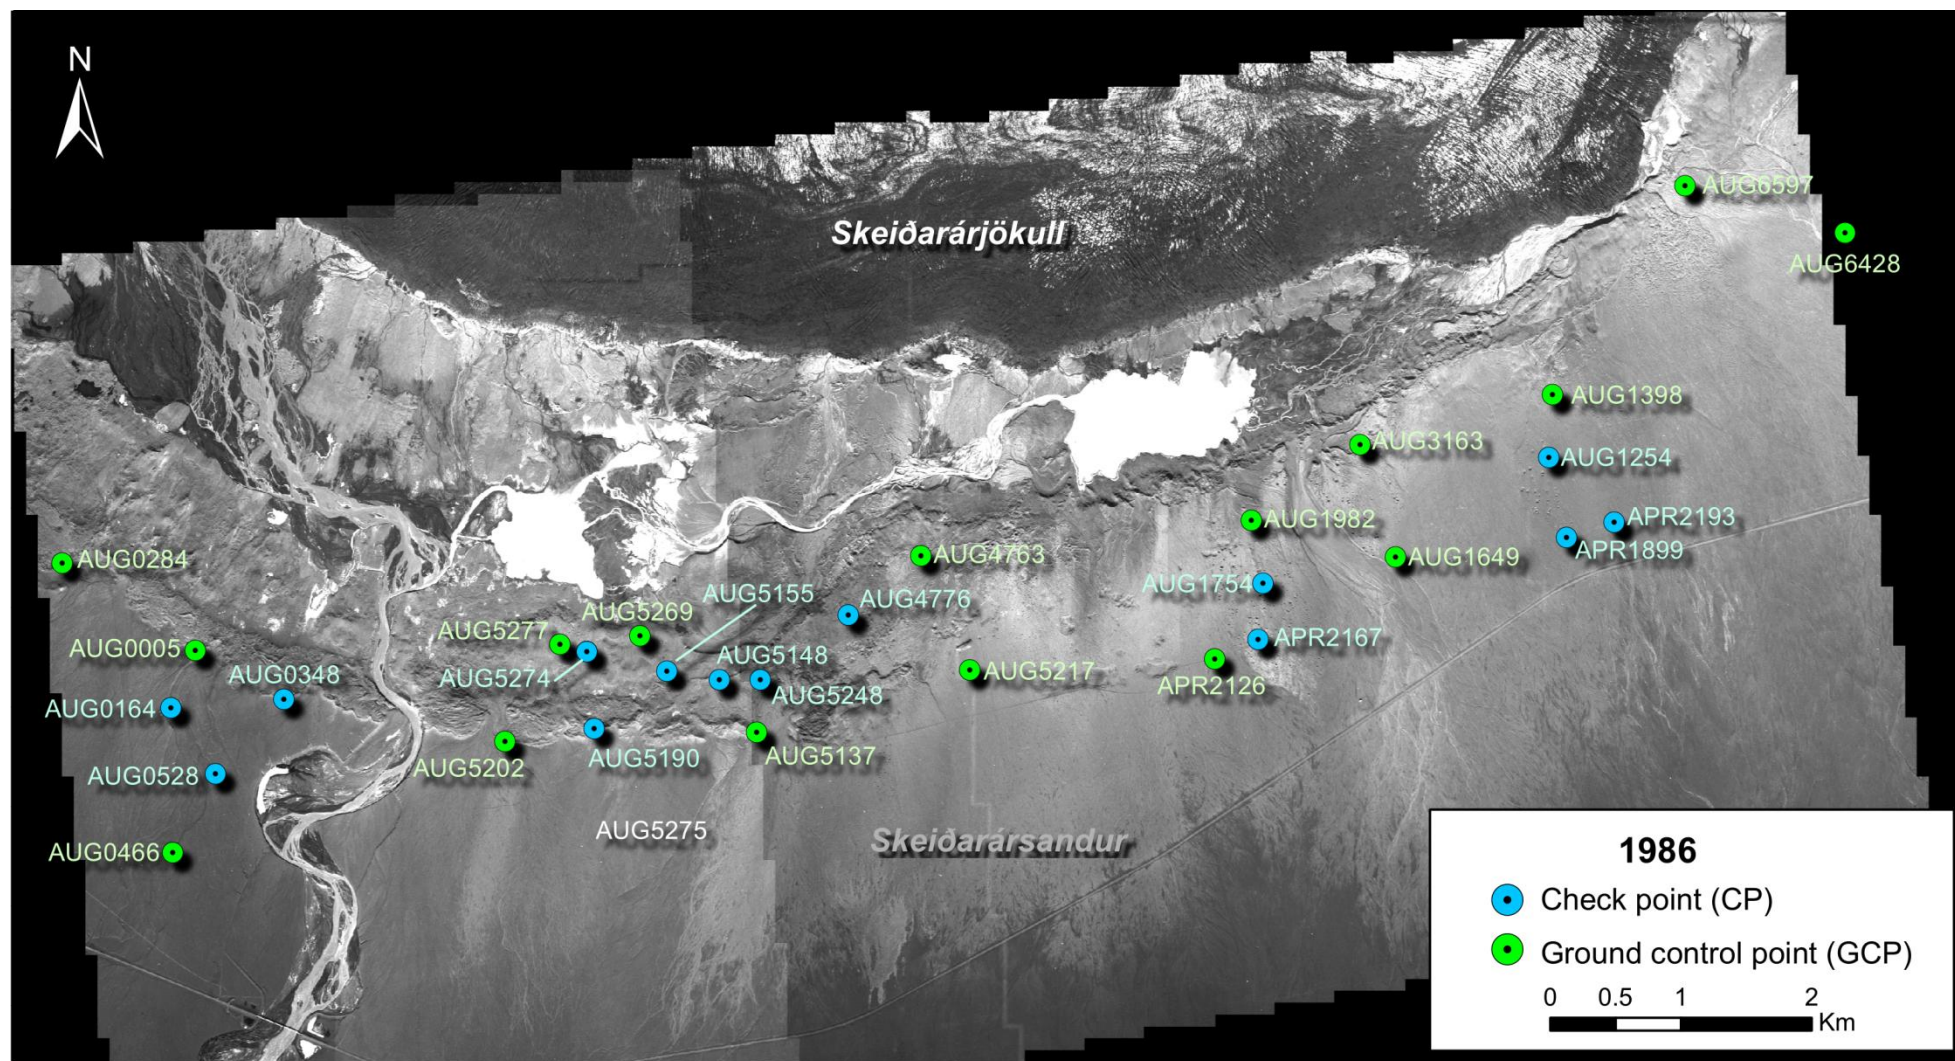 N
Skeiðarárjökull
AUG6597
AUG6428
AUG1398
AUG3163
AUG1254
AUG1982
APR2193
APR1899
AUG1649
AUG4763
AUG0284
AUG1754
AUG5155
AUG4776
AUG5269
AUG5277
APR2167
AUG0005
AUG5148
AUG0348
AUG5274
AUG5217
APR2126
AUG5248
AUG0164
AUG5190
AUG5137
AUG5202
AUG0528
AUG5275
Skeiðarársandur
AUG0466
1986
Check point (CP)
Ground control point (GCP)
0 0.5 1 2
Km